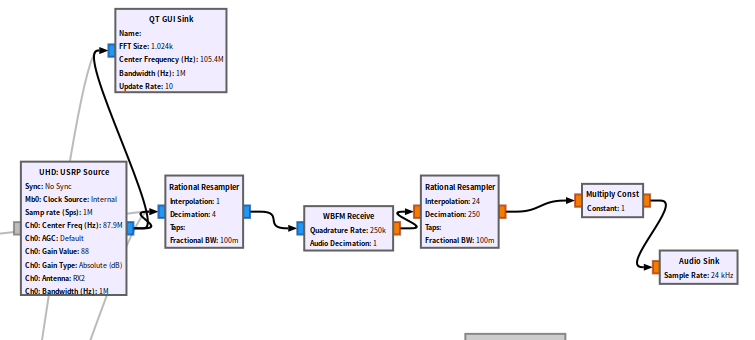 QT GUI Sink
Name:
FFT Size: 1.024k
Center Frequency (Hz): 105.4M
Bandwidth (Hz): 1M
Update Rate: 10
UHD: USRP Source
Sync: No Sync
Mb0: Clock Source: Internal
Samp rate (Sps): 1M
Ch0: Center Freq (Hz): 87.9M
Ch0: AGC: Default
Ch0: Gain Value: 88
Ch0: Gain Type: Absolute (dB)
Ch0: Antenna: RX2
Ch0: Bandwidth (Hz): 1M
Rational Resampler
Interpolation: 1
Decimation: 4
Taps:
Fractional BW: 100m
WBFM Receive
Quadrature Rate: 250k
Audio Decimation: 1
Rational Resampler
Interpolation: 24
Decimation: 250
Taps:
Fractional BW: 100m
Multiply Const
Constant: 1
Audio Sink
Sample Rate: 24 kHz